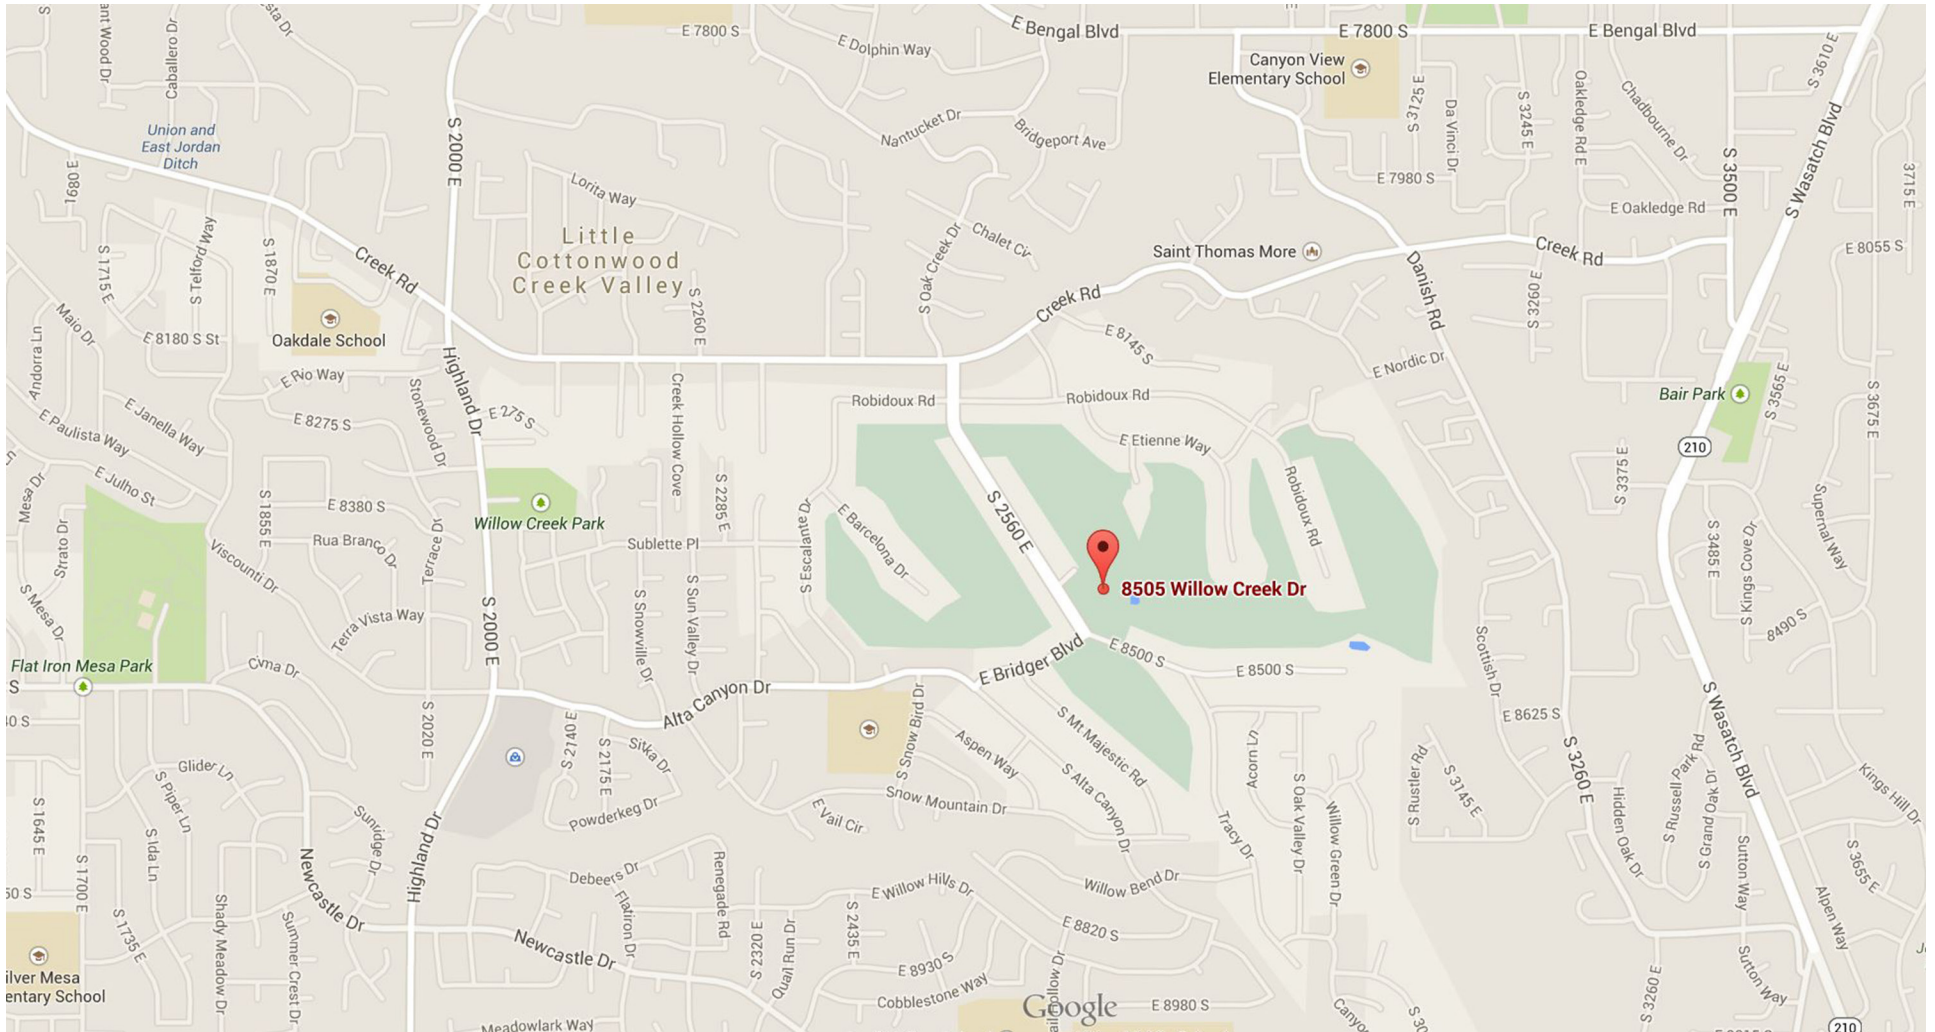 E 7800 S
E Dolphin Way
E Bengal Blvd
E 7800 S
E Bengal Blvd
Canyon View
Elementary School
S 3610 E
Caballero Dr
Union and
East Jordan
Ditch
S 2000 E
Nantucket Dr
Bridgeport Ave
S 3125 E
Da Vinci Dr
S 3245 E
Oakledge Rd E
Chadbourne Dr
S 3500 E
S Wasatch Blvd
3715 E
1680 E
Lorita Way
E 7980 S
E Oakledge Rd
Little
Cottonwood
Creek Valley
Chalet Cir
S Oak Creek Dr
Saint Thomas More
Creek Rd
E 8055 S
S 1715 E
S Telford Way
S 1870 E
Creek Rd
S 2260 E
Creek Rd
Danish Rd
S 3260 E
Maio Dr
Andorra Ln
E 8180 S St
Oakdale School
E 8145 S
E Nordic Dr
E Rio Way
Highland Dr
Stonewood Dr
Creek Hollow Cove
Robidoux Rd
Robidoux Rd
Bair Park
S 3565 E
S 3675 E
E Janella Way
E 8275 S
E 275 S
E Paulista Way
E Etienne Way
210
Mesa Dr
E Julho St
S 1855 E
E 8380 S
Willow Creek Park
S 2285 E
S Escalante Dr
E Barcelona Dr
S 2560 E
Robidoux Rd
S 3375 E
Supernal Way
Strato Dr
Viscounti Dr
Rua Branco Dr
Terrace Dr
Sublette Pl
S 3485 E
S Kings Cove Dr
8505 Willow Creek Dr
S Mesa Dr
Terra Vista Way
S 2000 E
S Snowville Dr
S Sun Valley Dr
8490 S
Flat Iron Mesa Park
Cyma Dr
E Bridger Blvd
E 8500 S
E 8500 S
Scottish Dr
S
Alta Canyon Dr
S 2020 E
S 2140 E
S 2175 E
Sitka Dr
S Snow Bird Dr
Aspen Way
S Mt Majestic Rd
E 8625 S
S Wasatch Blvd
Glider Ln
S Piper Ln
Powderkeg Dr
Snow Mountain Dr
E Vail Cir
S Alta Canyon Dr
Acorn Ln
S Oak Valley Dr
Willow Green Dr
Tracy Dr
S Rustler Rd
S 3145 E
S 3260 E
Hidden Oak Dr
S Russell Park Rd
S Grand Oak Dr
Kings Hill Dr
S 1645 E
S 1700 E
S Ida Ln
Sunridge Dr
Newcastle Dr
Highland Dr
Debeers Dr
Flatiron Dr
Renegade Rd
E Willow Hills Dr
Willow Bend Dr
Sutton Way
S 3655 E
Alpen Way
50 S
S 1735 E
Shady Meadow Dr
Summer Crest Dr
Newcastle Dr
S 2320 E
Quail Run Dr
S 2435 E
E 8820 S
E 8930 S
Cobblestone Way
Sutton Way
S 3260 E
ilver Mesa
entary School
Meadowlark Way
Google
E 8980 S
210